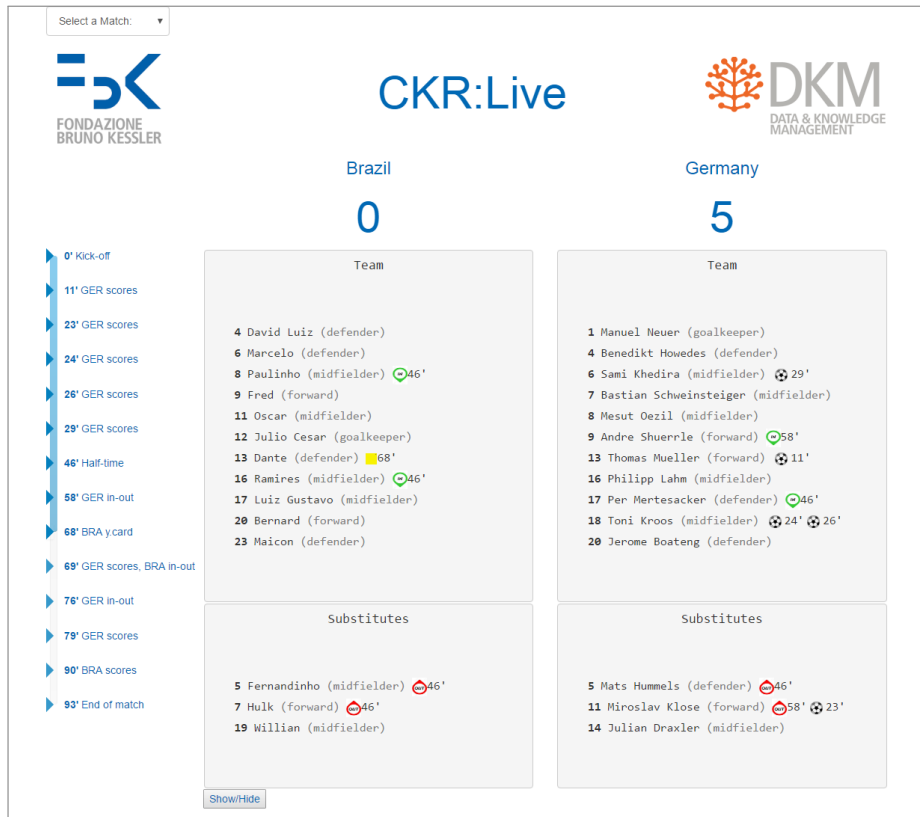 Select a Match:
FBK
FONDAZIONE
BRUNO KESSLER
CKR:Live
DKM
DATA & KNOWLEDGE
MANAGEMENT
Brazil
0
Germany
5
0' Kick-off
11' GER scores
23' GER scores
24' GER scores
26' GER scores
29' GER scores
46' Half-time
58' GER in-out
68' BRA y.card
69' GER scores, BRA in-out
76' GER in-out
79' GER scores
90' BRA scores
93' End of match
Team
4 David Luiz (defender)
6 Marcelo (defender)
8 Paulinho (midfielder) IN 46'
9 Fred (forward)
11 Oscar (midfielder)
12 Julio Cesar (goalkeeper)
13 Dante (defender) 68'
16 Ramires (midfielder) IN 46'
17 Luiz Gustavo (midfielder)
20 Bernard (forward)
23 Maicon (defender)
Substitutes
5 Fernandinho (midfielder) OUT 46'
7 Hulk (forward) OUT 46'
19 Willian (midfielder)
Team
1 Manuel Neuer (goalkeeper)
4 Benedikt Howedes (defender)
6 Sami Khedira (midfielder) 29'
7 Bastian Schweinsteiger (midfielder)
8 Mesut Oezil (midfielder)
9 Andre Shuerrle (forward) IN 58'
13 Thomas Mueller (forward) 11'
16 Philipp Lahm (midfielder)
17 Per Mertesacker (defender) IN 46'
18 Toni Kroos (midfielder) 24' 26'
20 Jerome Boateng (defender)
Substitutes
5 Mats Hummels (defender) OUT 46'
11 Miroslav Klose (forward) OUT 58' 23'
14 Julian Draxler (midfielder)
Show/Hide